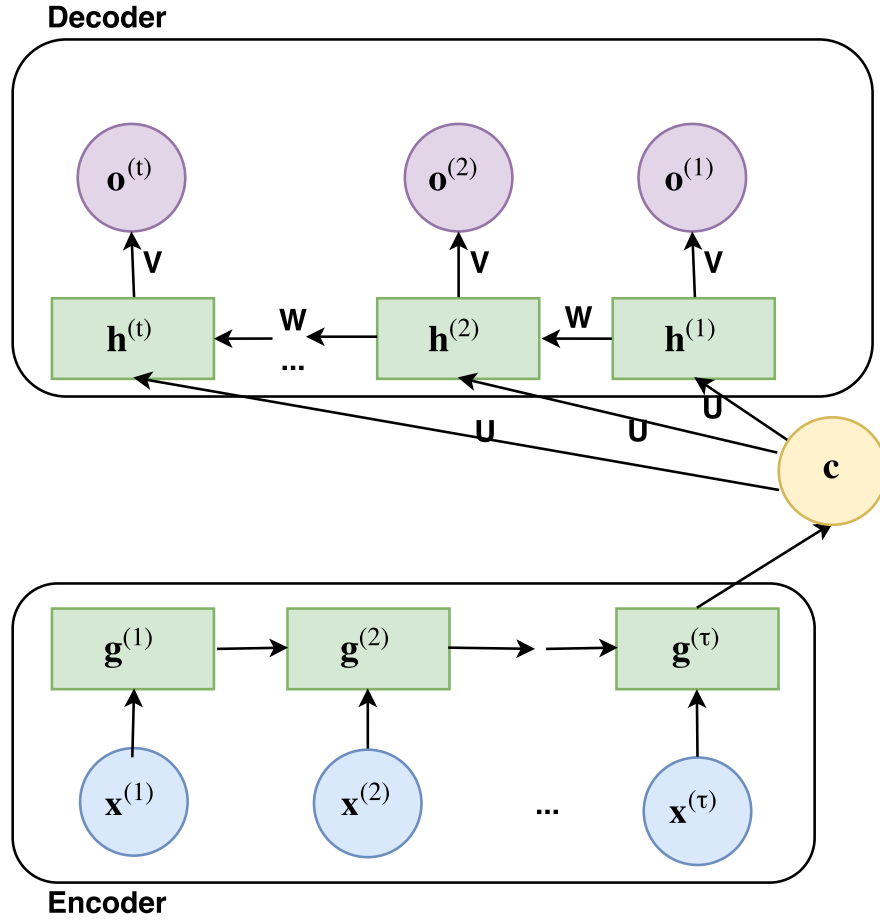 Decoder
o(t) o(2) o(1)
V V V
h(t) W h(2) W h(1)
...
U U U
c
g(1) g(2) g(τ)
x(1) x(2) ... x(τ)
Encoder